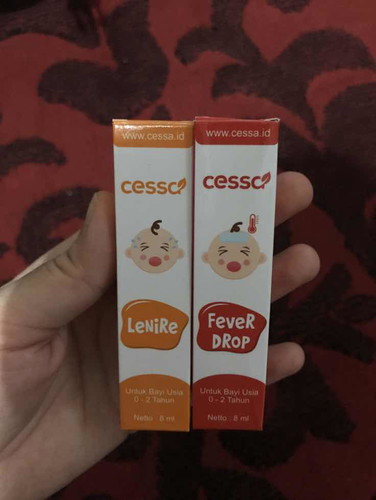 www.cessa.id
cessa
LeNiRe
Untuk Bayi Usia
0 - 2 Tahun
Netto : 8 ml
www.cessa.id
cessa
FeveR
DROP
Untuk Bayi Usia
0 - 2 Tahun
Netto : 8 ml